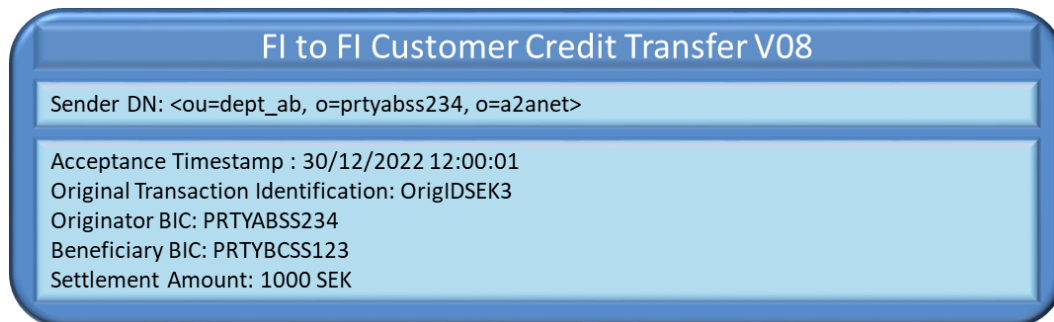 FI to FI Customer Credit Transfer V08
Sender DN: <ou=dept_ab, o=prtyabss234, o=a2anet>
Acceptance Timestamp : 30/12/2022 12:00:01
Original Transaction Identification: OrigIDSEK3
Originator BIC: PRTYABSS234
Beneficiary BIC: PRTYBCSS123
Settlement Amount: 1000 SEK